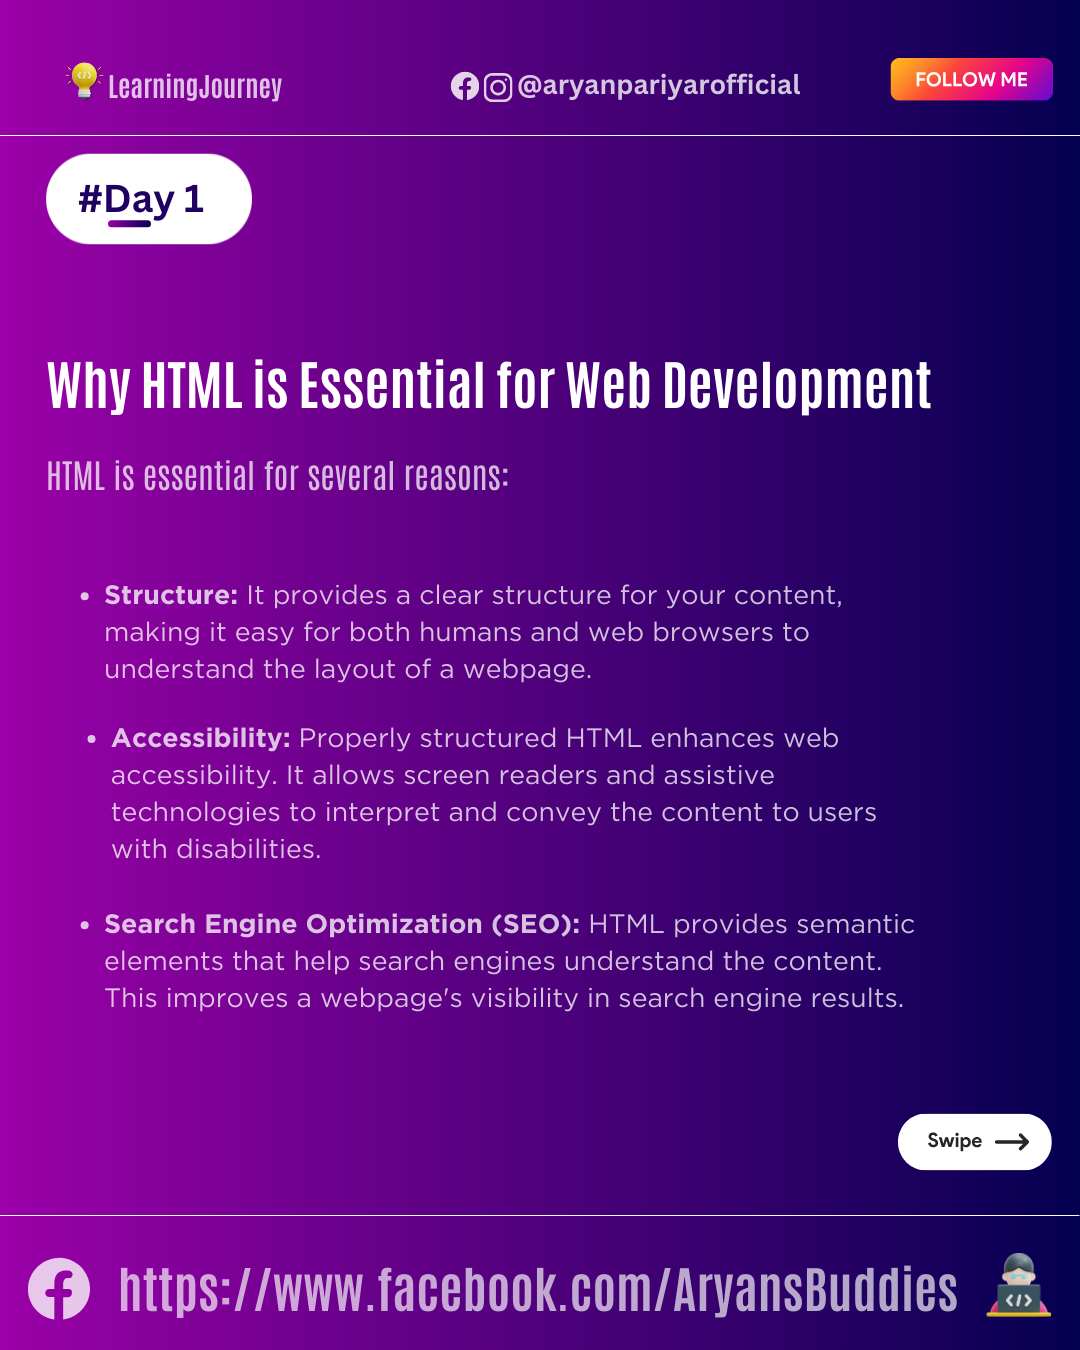 LearningJourney
@aryanpariyarofficial
FOLLOW ME
#Day 1
Why HTML is Essential for Web Development
HTML is essential for several reasons:
• Structure: It provides a clear structure for your content,
making it easy for both humans and web browsers to
understand the layout of a webpage.
• Accessibility: Properly structured HTML enhances web
accessibility. It allows screen readers and assistive
technologies to interpret and convey the content to users
with disabilities.
• Search Engine Optimization (SEO): HTML provides semantic
elements that help search engines understand the content.
This improves a webpage's visibility in search engine results.
Swipe
https://www.facebook.com/AryansBuddies